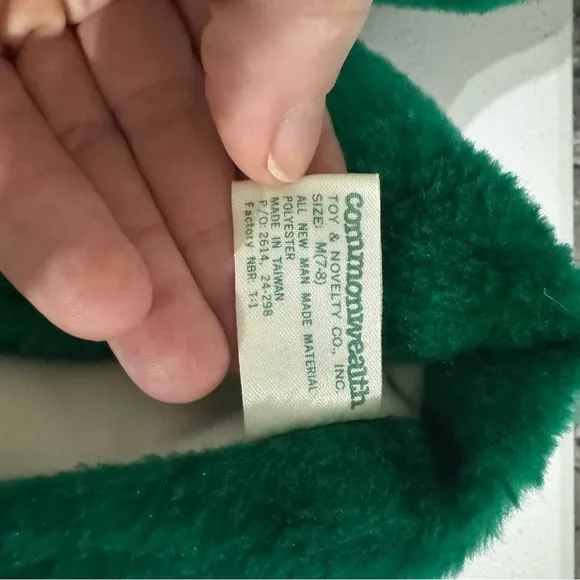 commonwealth
TOY & NOVELTY CO., INC.
SIZE: M(7-8)
ALL NEW MAN MADE MATERIAL
POLYESTER
MADE IN TAIWAN
P/O: 2614, 24-298
Factory NBR: T-1